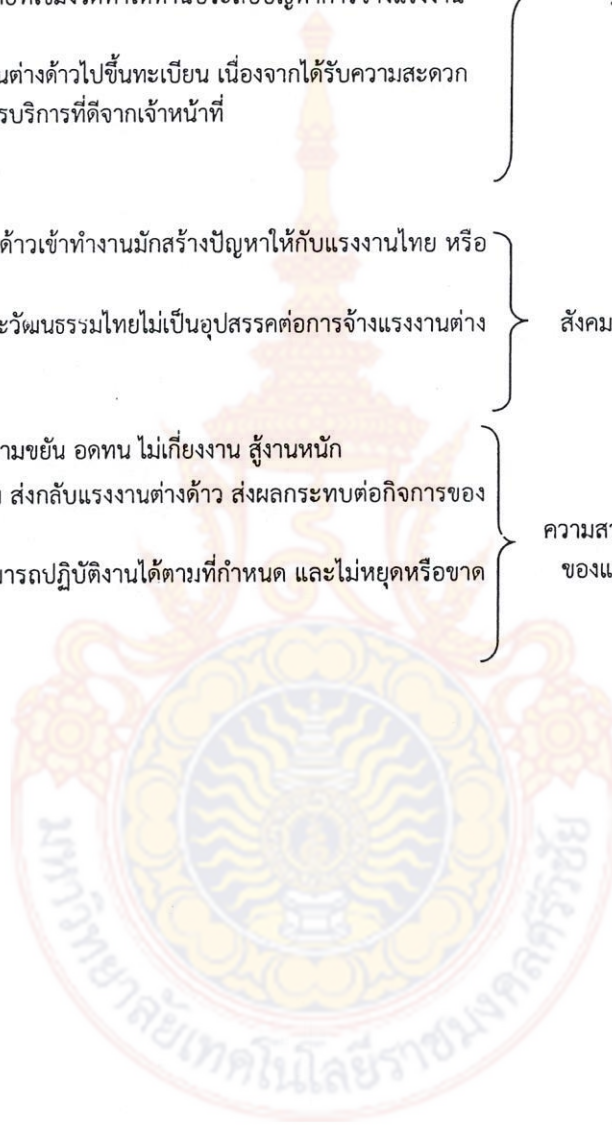 นต่างด้าวไปขึ้นทะเบียน เนื่องจากได้รับความสะดวก
รบริการที่ดีจากเจ้าหน้าที่
ด้าวเข้าทำงานมักสร้างปัญหาให้กับแรงงานไทย หรือ
ะวัฒนธรรมไทยไม่เป็นอุปสรรคต่อการจ้างแรงงานต่าง
สังคม
ามขยัน อดทน ไม่เกี่ยงงาน สู้งานหนัก
ส่งกลับแรงงานต่างด้าว ส่งผลกระทบต่อกิจการของ
มารถปฏิบัติงานได้ตามที่กำหนด และไม่หยุดหรือขาด
ความสา
ของแ
มหาวิทยาลัยเทคโนโลยีราชมงคลศรีวิชัย